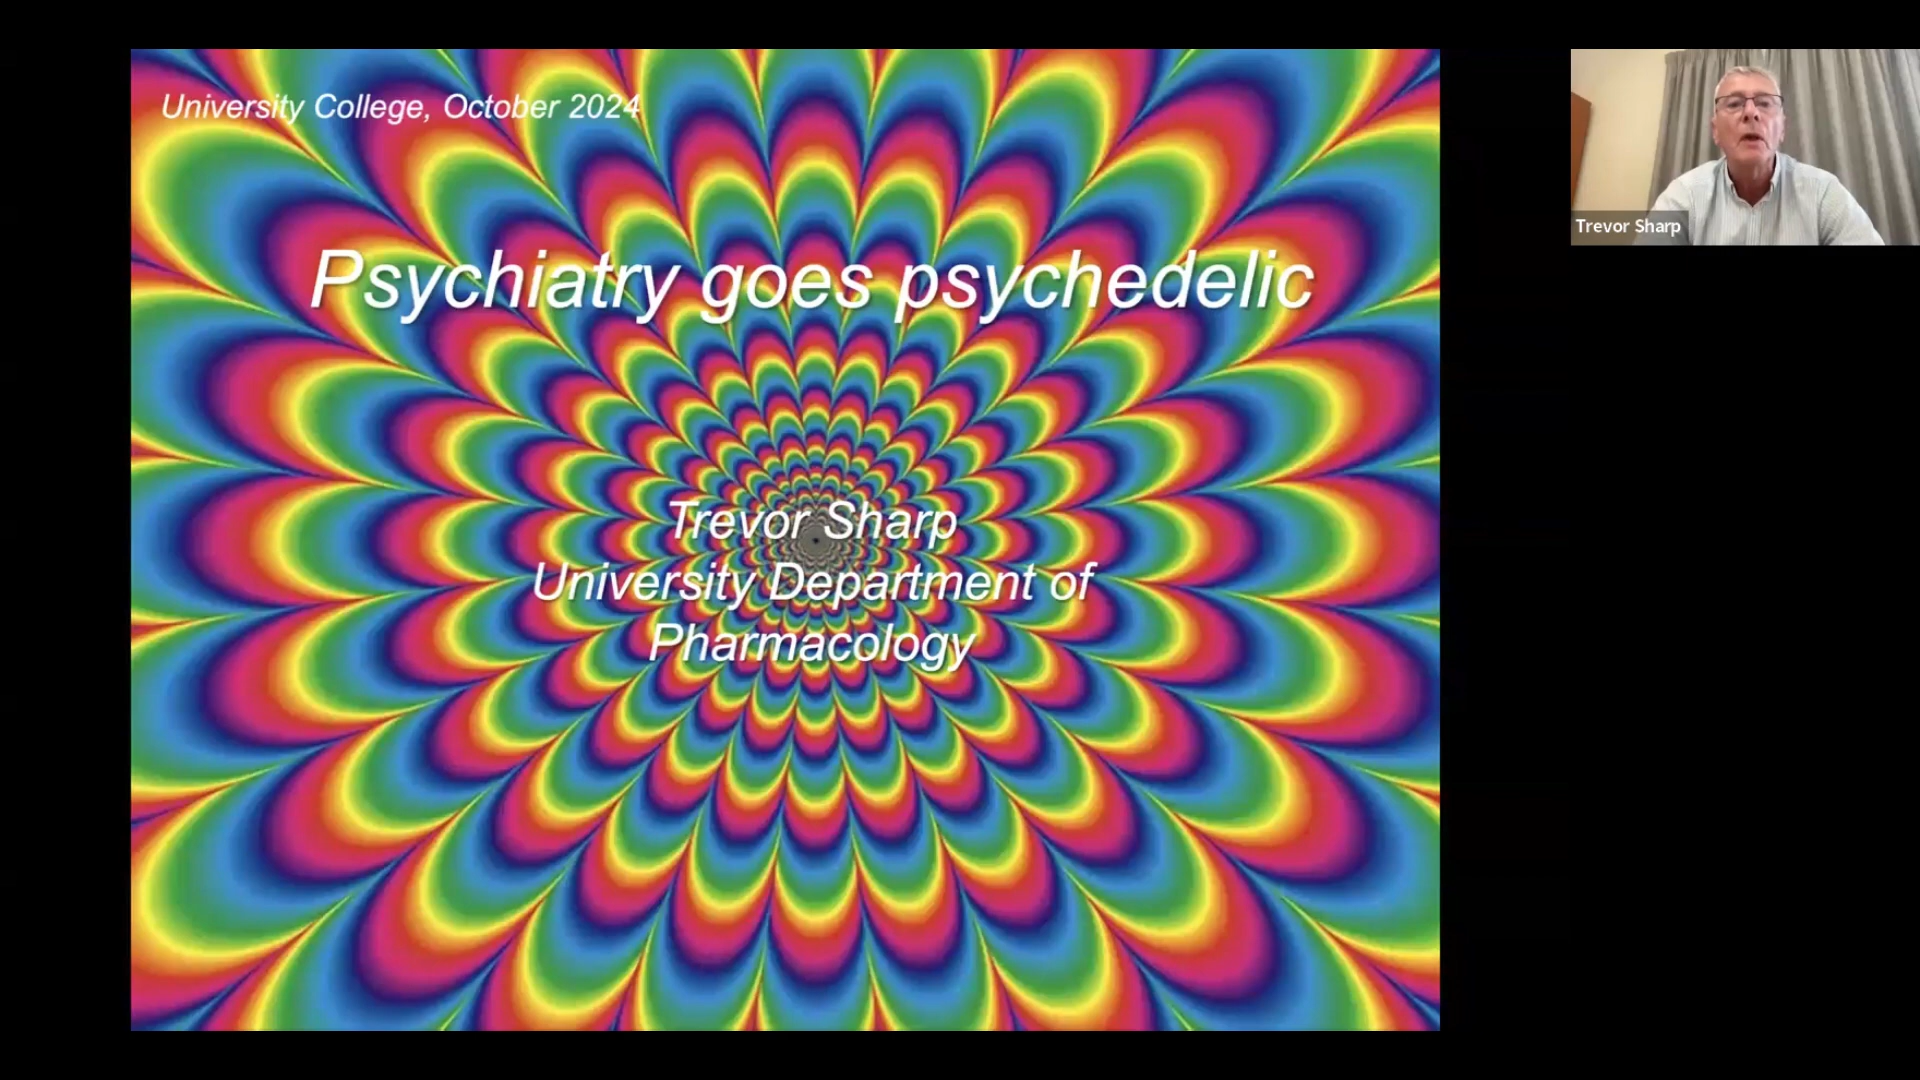 University College, October 2024
Psychiatry goes psychedelic
Trevor Sharp
University Department of
Pharmacology
Trevor Sharp